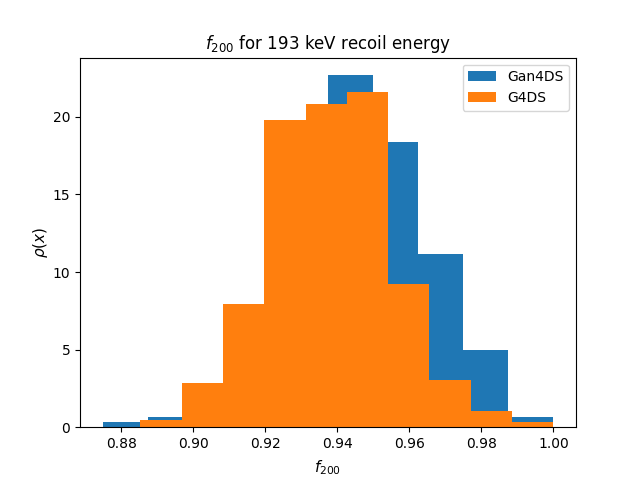 f₂₀₀ for 193 keV recoil energy
Gan4DS
G4DS
20
15
10
5
0
ρ(x)
0.88 0.90 0.92 0.94 0.96 0.98 1.00
f₂₀₀